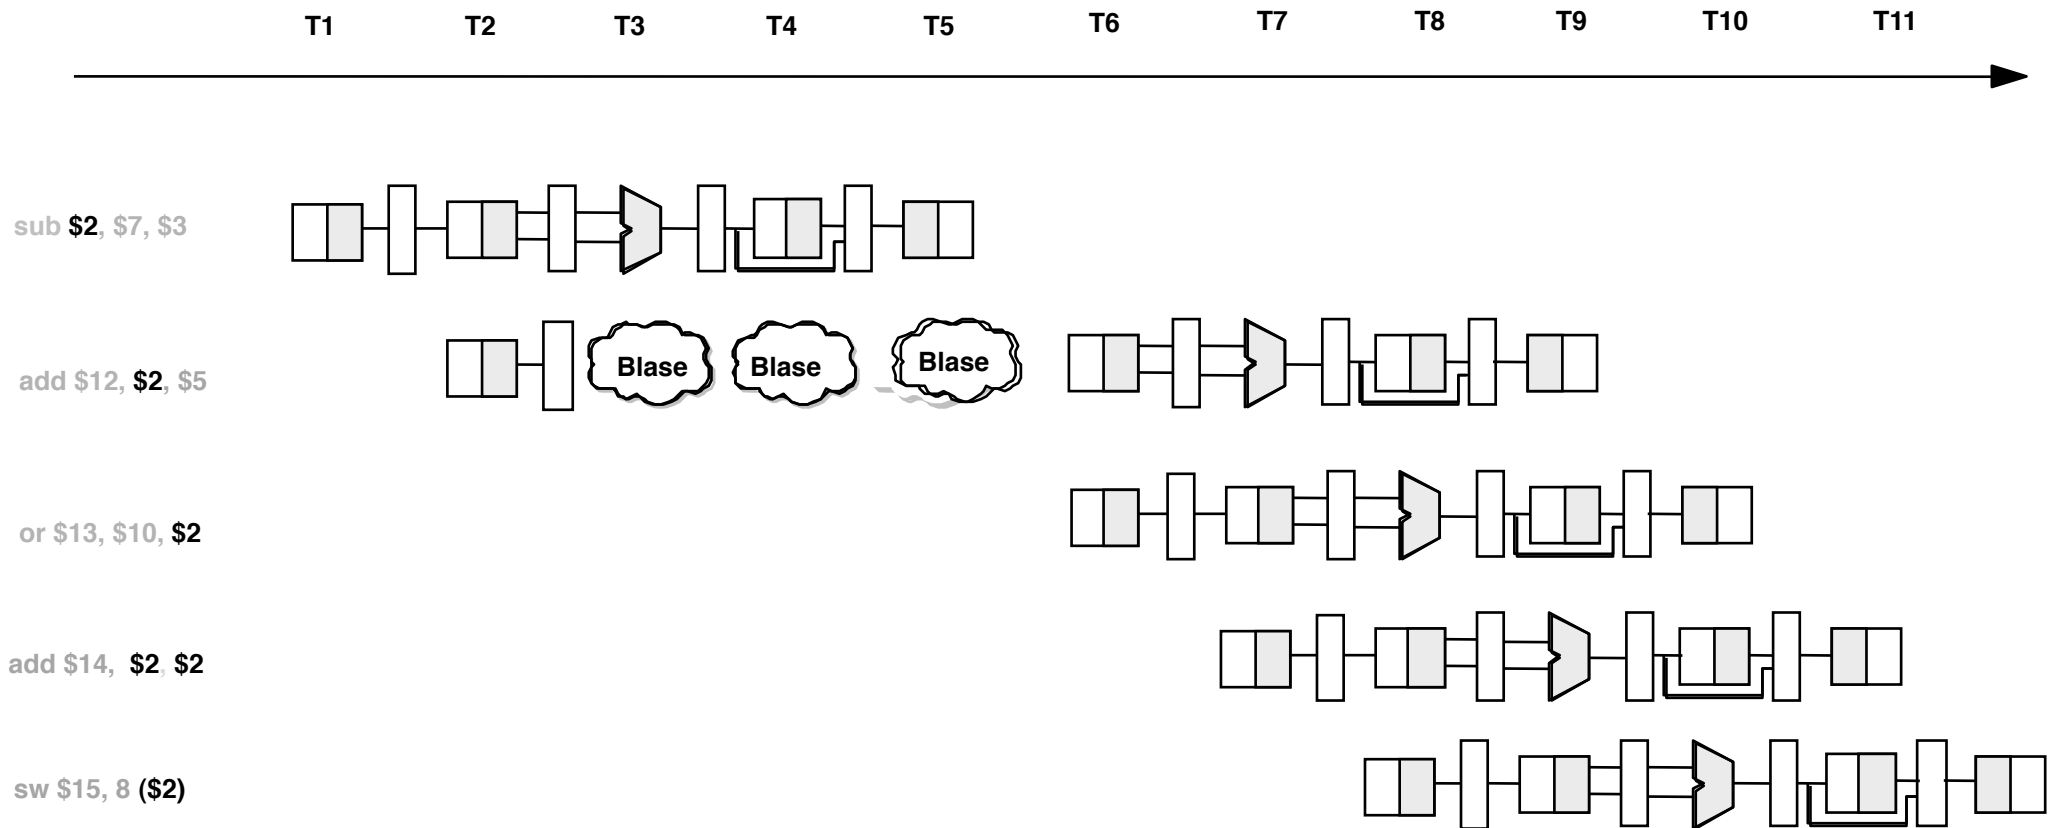 T1 T2 T3 T4 T5 T6 T7 T8 T9 T10 T11
sub $2, $7, $3
add $12, $2, $5 Blase Blase Blase
or $13, $10, $2
add $14, $2, $2
sw $15, 8 ($2)